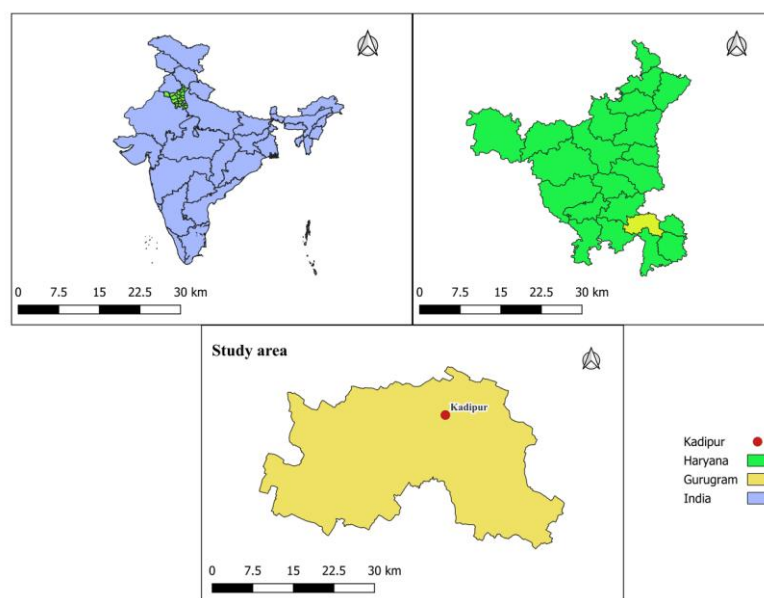 0 7.5 15 22.5 30 km
0 7.5 15 22.5 30 km
Study area
Kadipur
0 7.5 15 22.5 30 km
Kadipur
Haryana
Gurugram
India